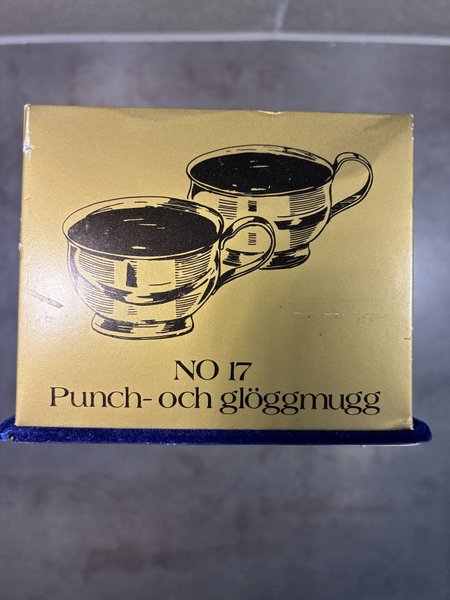 NO 17
Punch- och glöggmugg